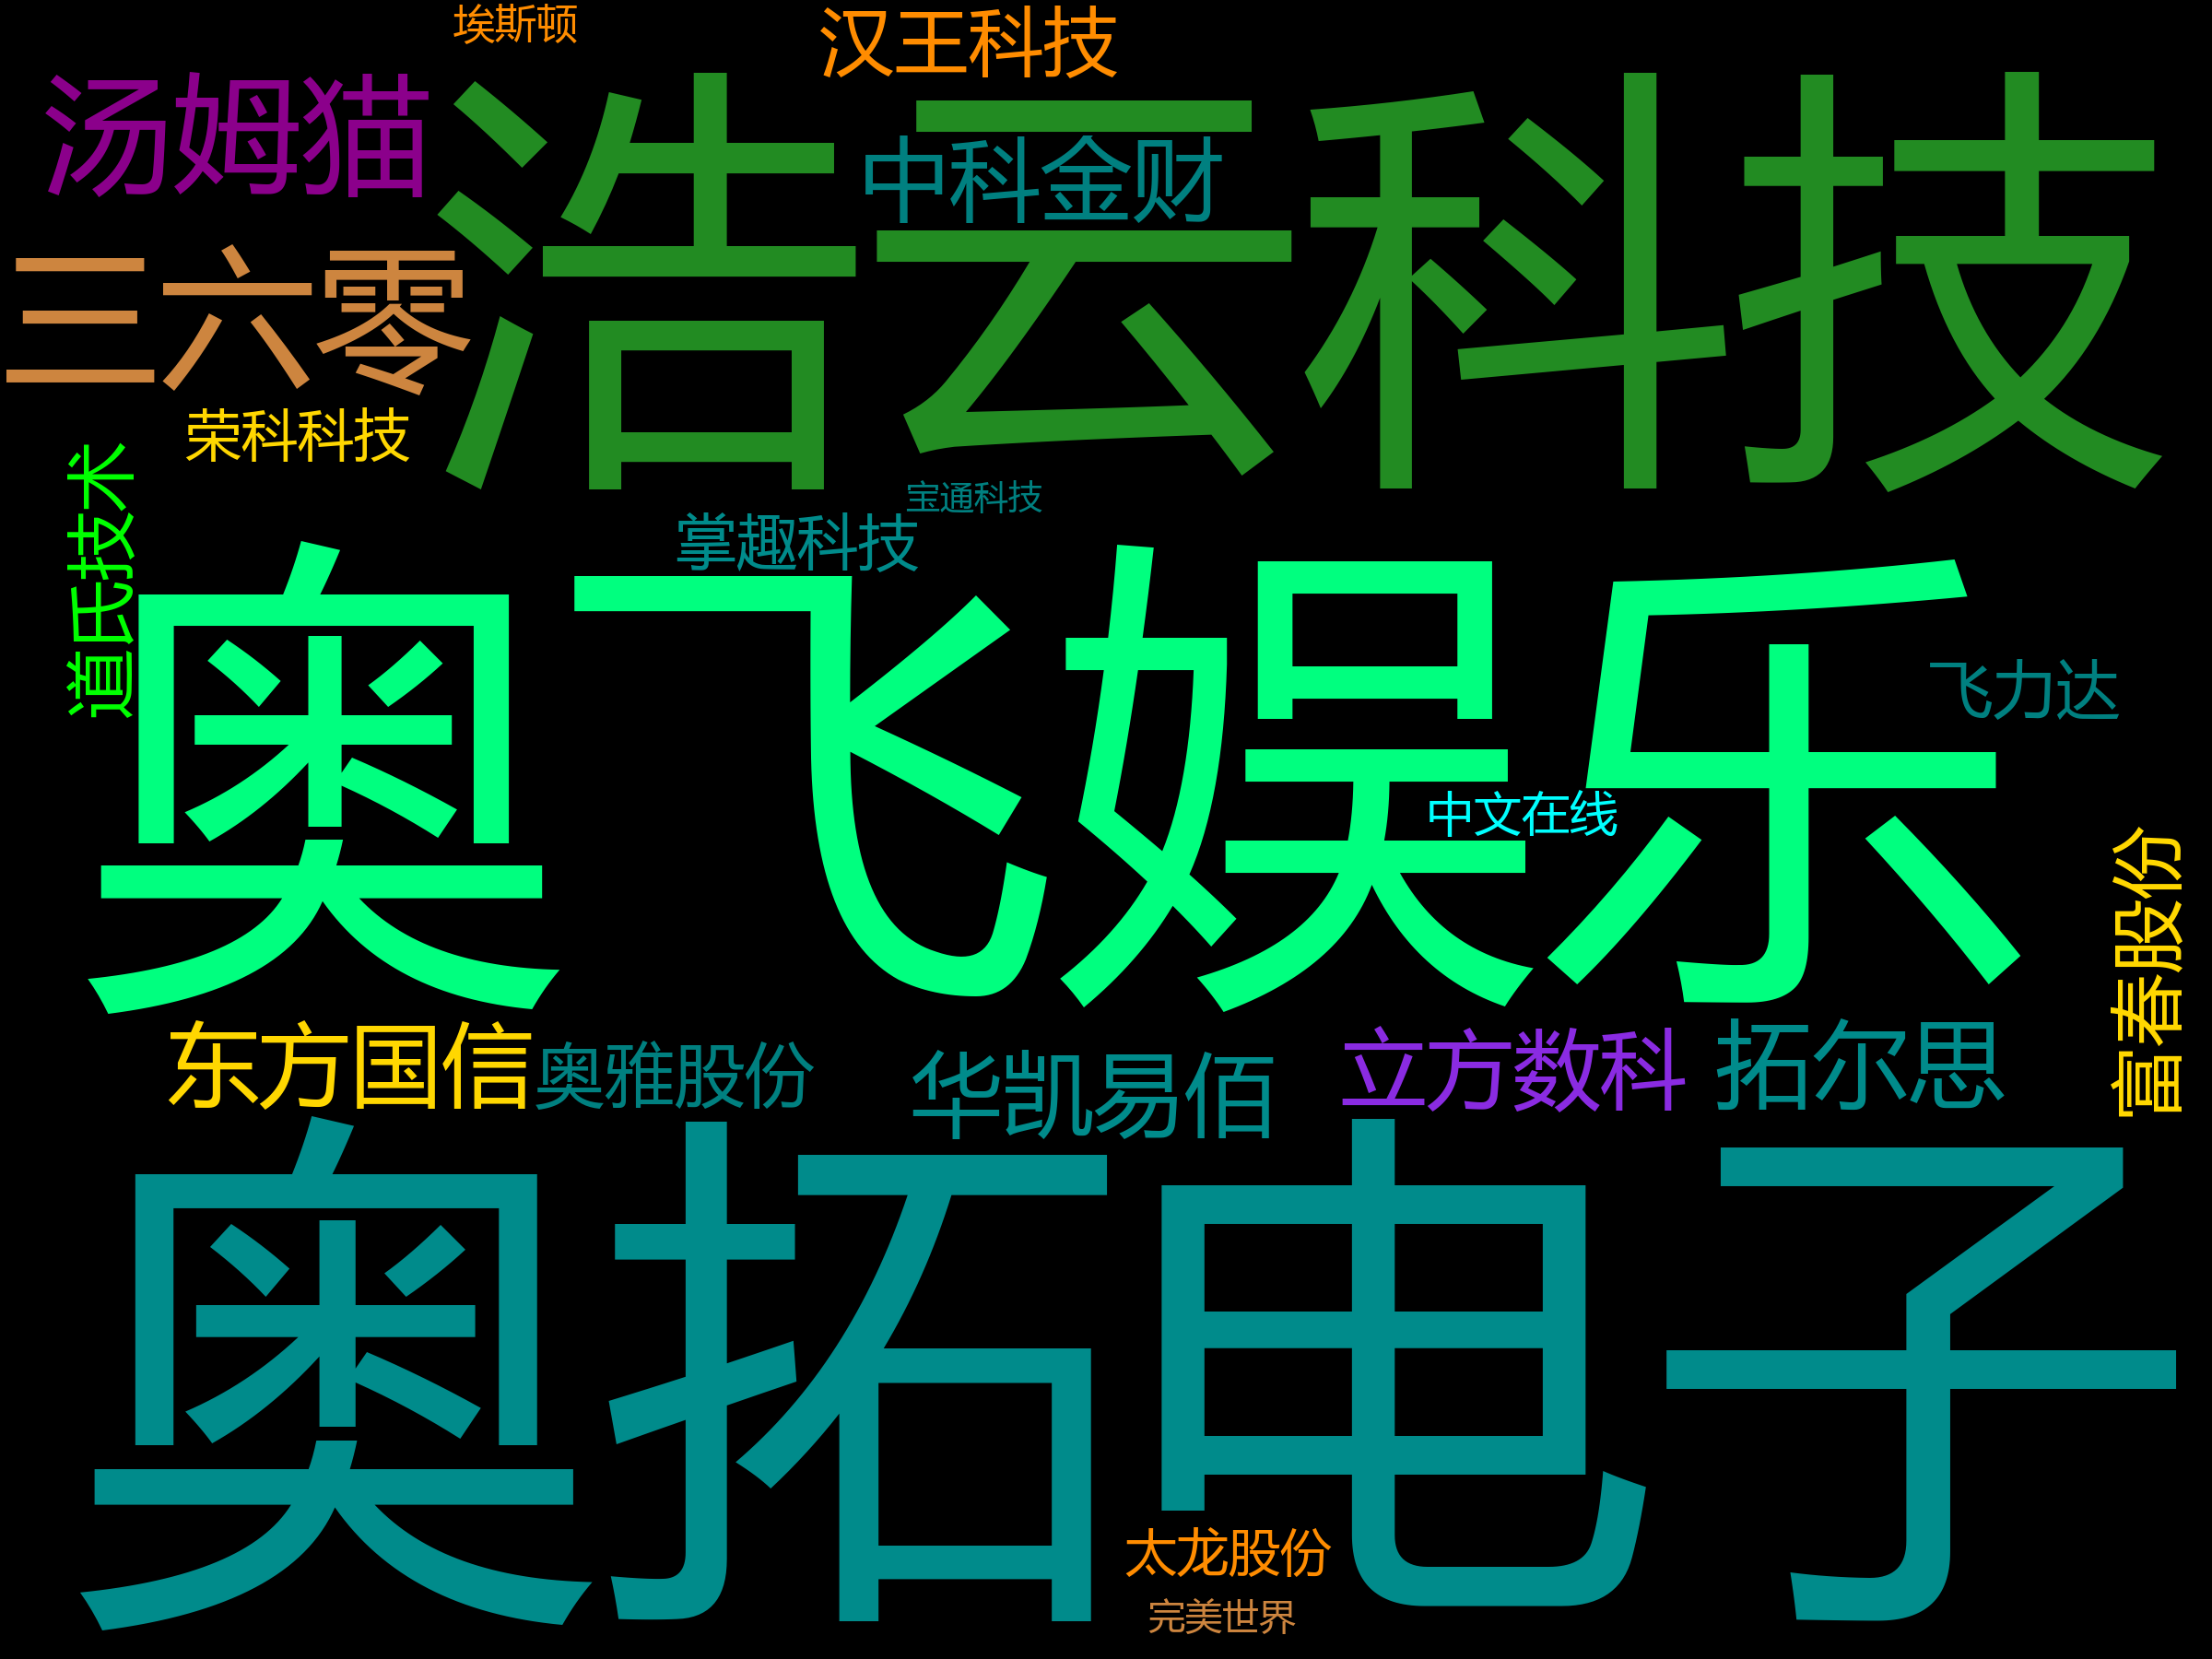 埃斯顿
汉王科技
汤姆猫
浩云科技
中科金财
三六零
荣科科技
宝通科技
掌趣科技
道氏技术
奥飞娱乐
飞力达
中文在线
富春股份
东方国信
奥雅股份
华凯易佰
立方数科
拓尔思
奥拓电子
太龙股份
完美世界